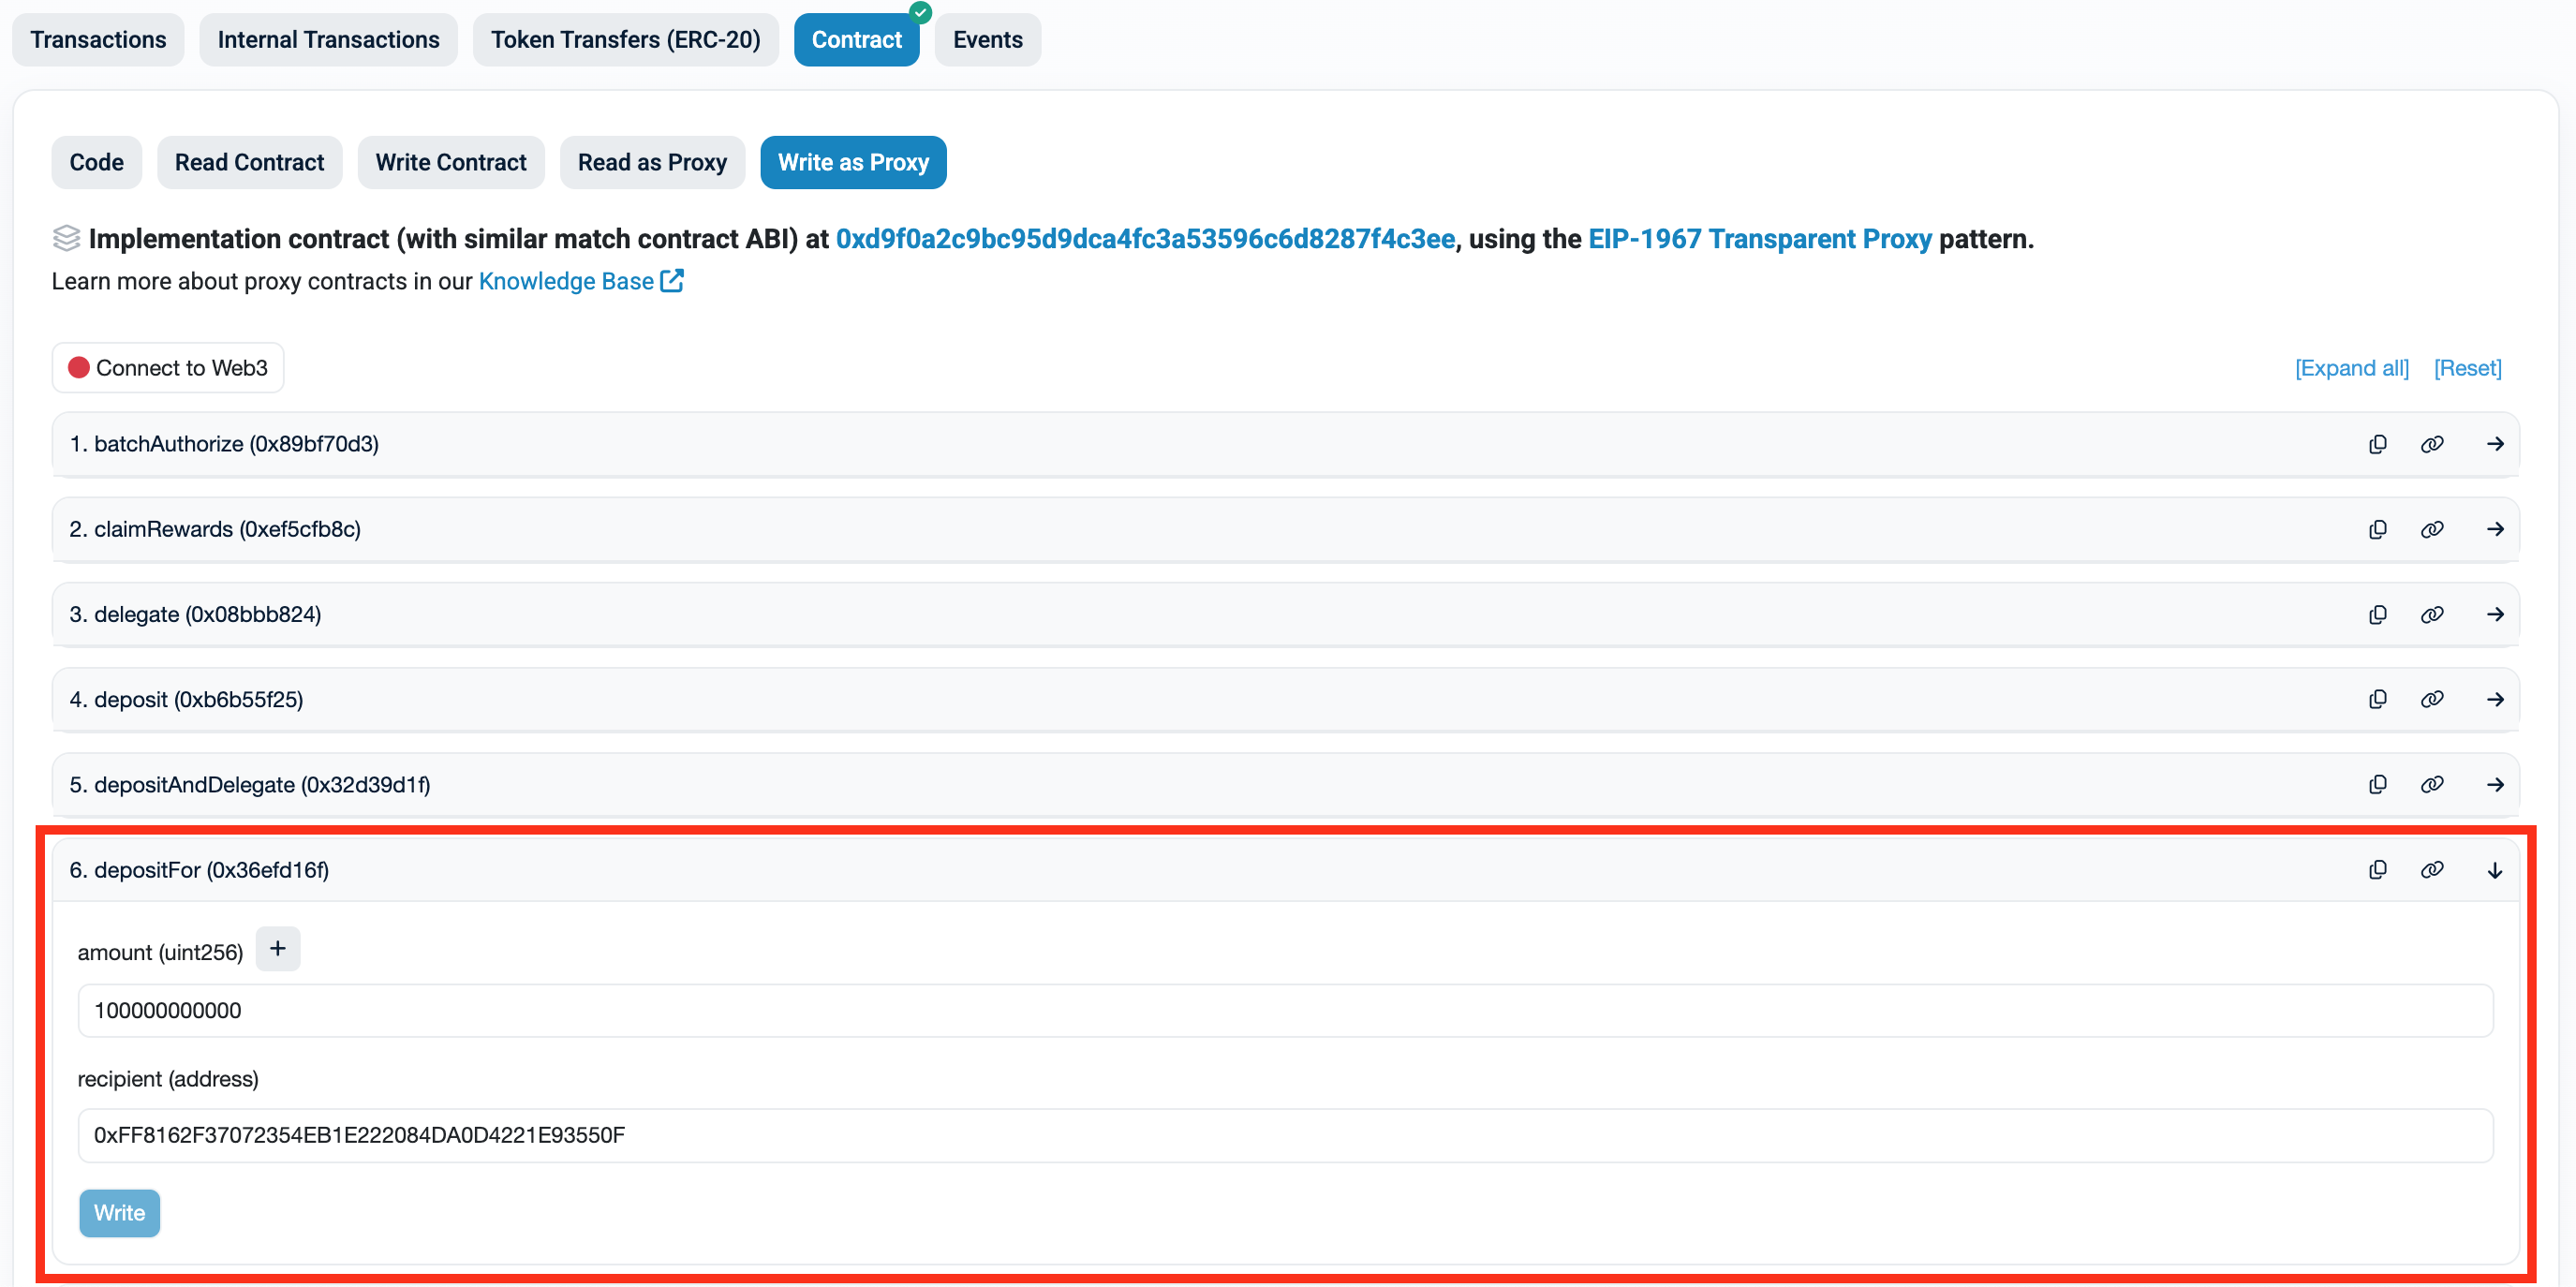 Transactions Internal Transactions Token Transfers (ERC-20) Contract Events
Code Read Contract Write Contract Read as Proxy Write as Proxy
Implementation contract (with similar match contract ABI) at 0xd9f0a2c9bc95d9dca4fc3a53596c6d8287f4c3ee, using the EIP-1967 Transparent Proxy pattern.
Learn more about proxy contracts in our Knowledge Base
Connect to Web3 [Expand all] [Reset]
1. batchAuthorize (0x89bf70d3)
2. claimRewards (0xef5cfb8c)
3. delegate (0x08bbb824)
4. deposit (0xb6b55f25)
5. depositAndDelegate (0x32d39d1f)
6. depositFor (0x36efd16f)
amount (uint256) +
100000000000
recipient (address)
0xFF8162F37072354EB1E222084DA0D4221E93550F
Write